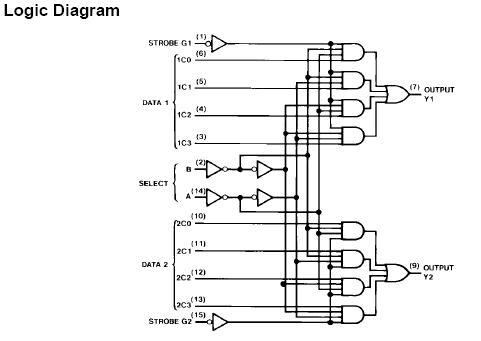 Logic Diagram
STROBE G1 (1)
(6)
1C0
(5)
1C1
DATA 1
(4)
1C2
(3)
1C3
(7) OUTPUT
Y1
B (2)
SELECT
A (14)
(10)
2C0
(11)
2C1
DATA 2
(12)
2C2
(13)
2C3
STROBE G2 (15)
(9) OUTPUT
Y2